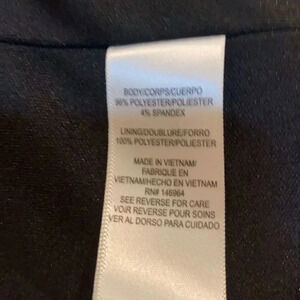 BODY/CORPS/CUERPO
96% POLYESTER/POLIESTER
4% SPANDEX
LINING/DOUBLURE/FORRO
100% POLYESTER/POLIESTER
MADE IN VIETNAM/
FABRIQUE EN
VIETNAM/HECHO EN VIETNAM
RN# 145964
SEE REVERSE FOR CARE
VOIR REVERSE POUR SOINS
VER AL DORSO PARA CUIDADO